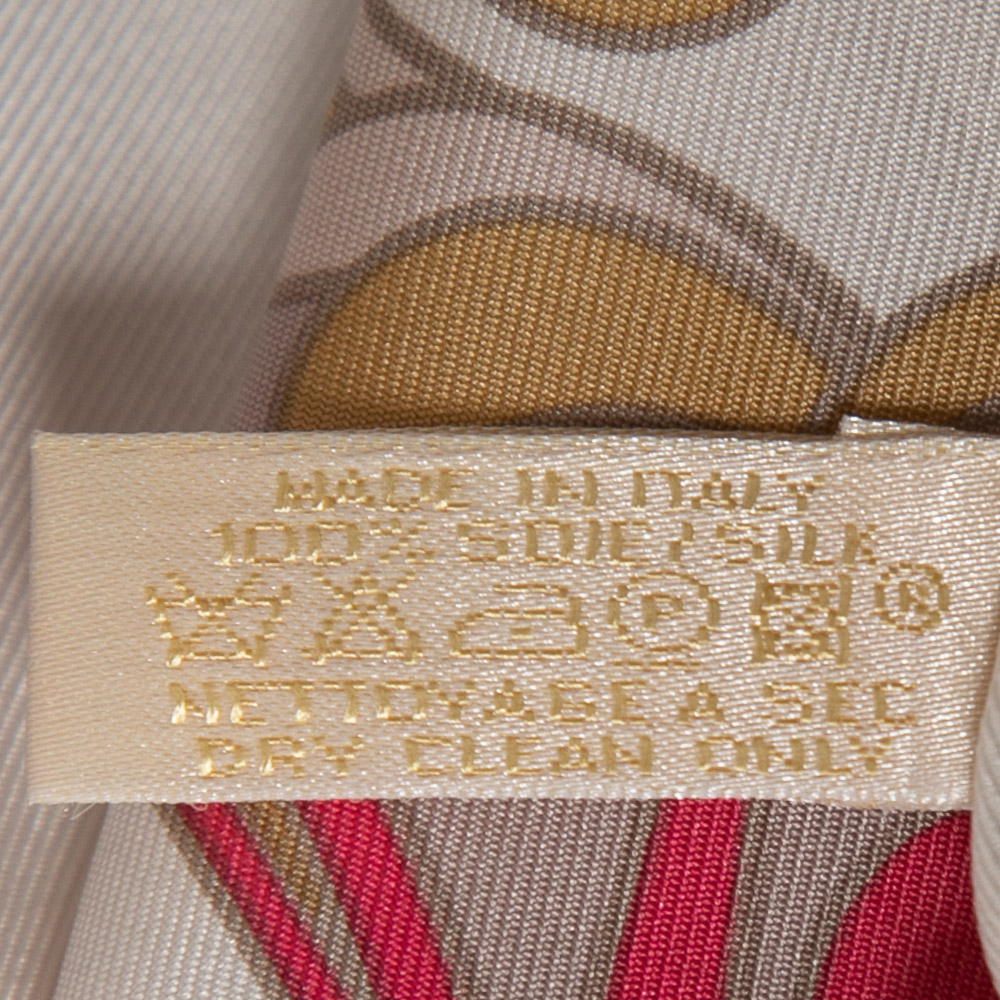 MADE IN ITALY
100% SOIE/SILK
P ®
NETTOYAGE A SEC
DRY CLEAN ONLY